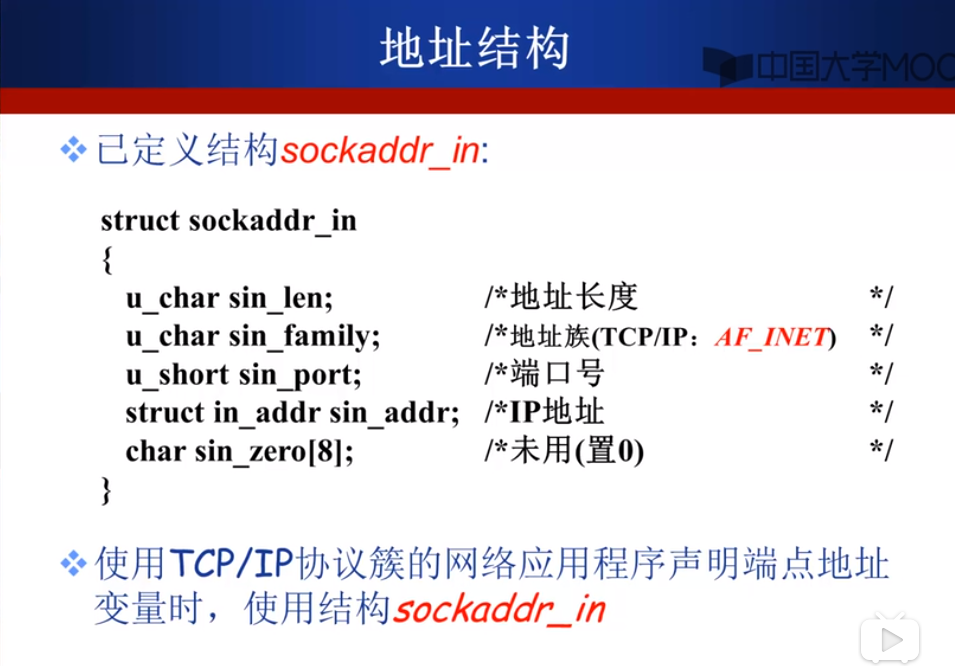 地址结构
中国大学MOO
已定义结构sockaddr_in:
struct sockaddr_in
{
u_char sin_len; /*地址长度 */
u_char sin_family; /*地址族(TCP/IP：AF_INET) */
u_short sin_port; /*端口号 */
struct in_addr sin_addr; /*IP地址 */
char sin_zero[8]; /*未用(置0) */
}
使用TCP/IP协议簇的网络应用程序声明端点地址
变量时，使用结构sockaddr_in